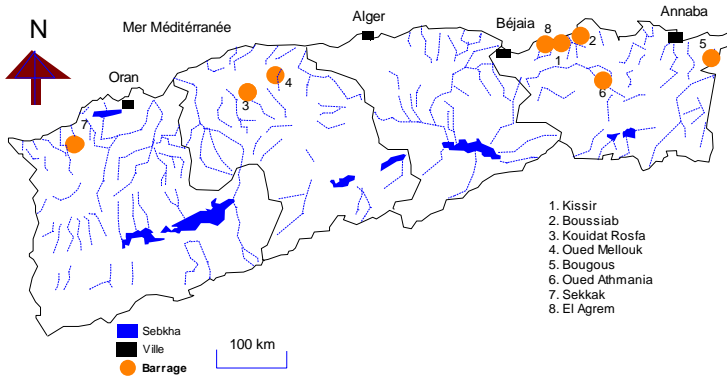 N
Mer Méditérranée
Alger
Béjaia
Annaba
Oran
8
1
2
5
6
3
4
7
1. Kissir
2. Boussiab
3. Kouidat Rosfa
4. Oued Mellouk
5. Bougous
6. Oued Athmania
7. Sekkak
8. El Agrem
Sebkha
Ville
Barrage
100 km